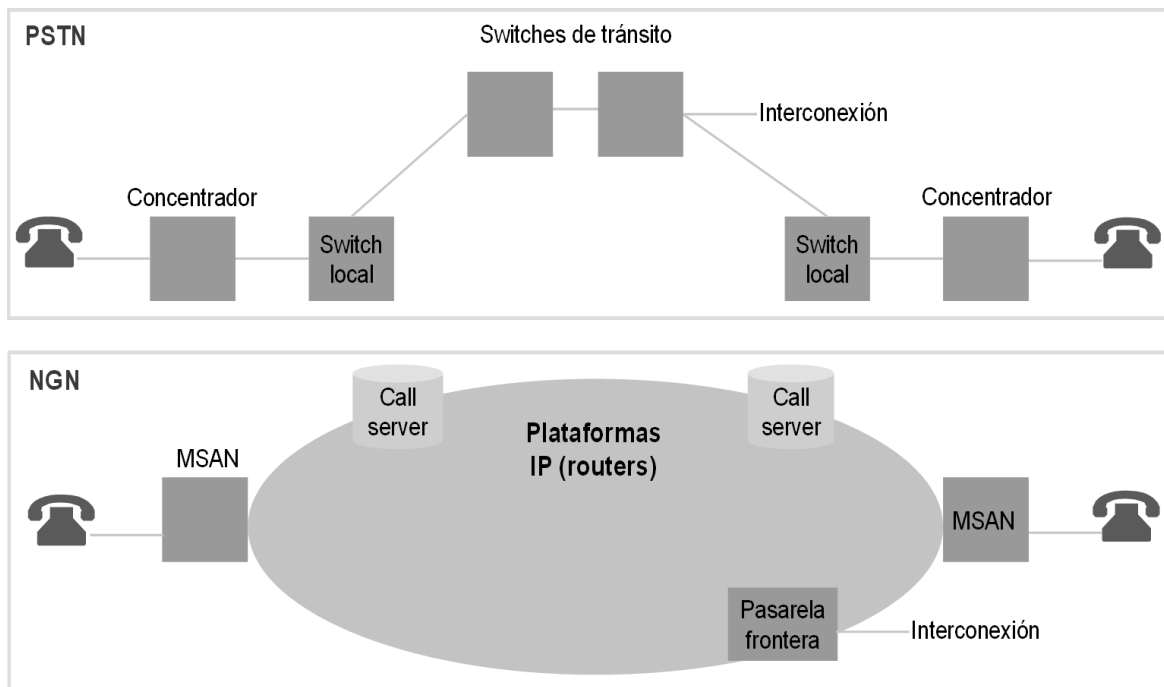 PSTN
Switches de tránsito
Interconexión
Concentrador
Concentrador
Switch
local
Switch
local
NGN
Call
server
Call
server
Plataformas
IP (routers)
MSAN
MSAN
Pasarela
frontera
Interconexión